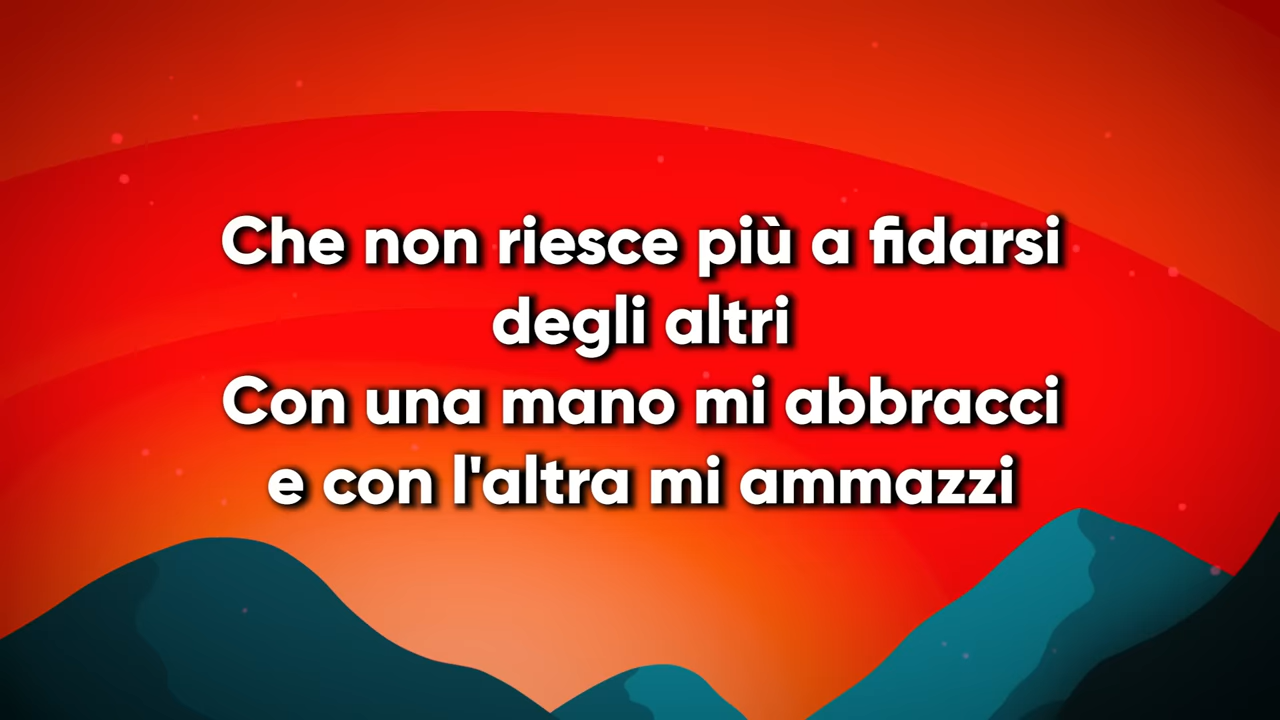 Che non riesce più a fidarsi
degli altri
Con una mano mi abbracci
e con l'altra mi ammazzi